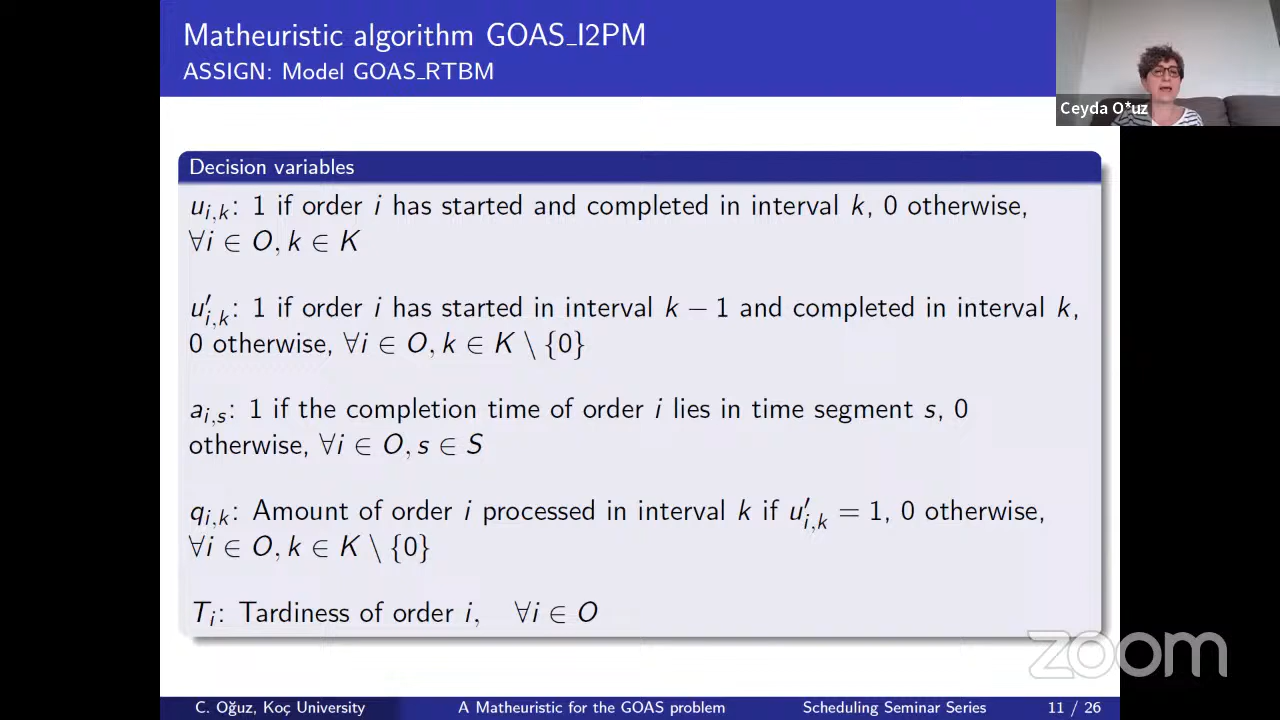 Matheuristic algorithm GOAS_I2PM
ASSIGN: Model GOAS_RTBM
Ceyda O*uz
Decision variables
u_{i,k}: 1 if order i has started and completed in interval k, 0 otherwise,
∀i ∈ O, k ∈ K
u′_{i,k}: 1 if order i has started in interval k − 1 and completed in interval k,
0 otherwise, ∀i ∈ O, k ∈ K \ {0}
a_{i,s}: 1 if the completion time of order i lies in time segment s, 0
otherwise, ∀i ∈ O, s ∈ S
q_{i,k}: Amount of order i processed in interval k if u′_{i,k} = 1, 0 otherwise,
∀i ∈ O, k ∈ K \ {0}
T_i: Tardiness of order i, ∀i ∈ O
zoom
C. Oğuz, Koç University A Matheuristic for the GOAS problem Scheduling Seminar Series 11 / 26